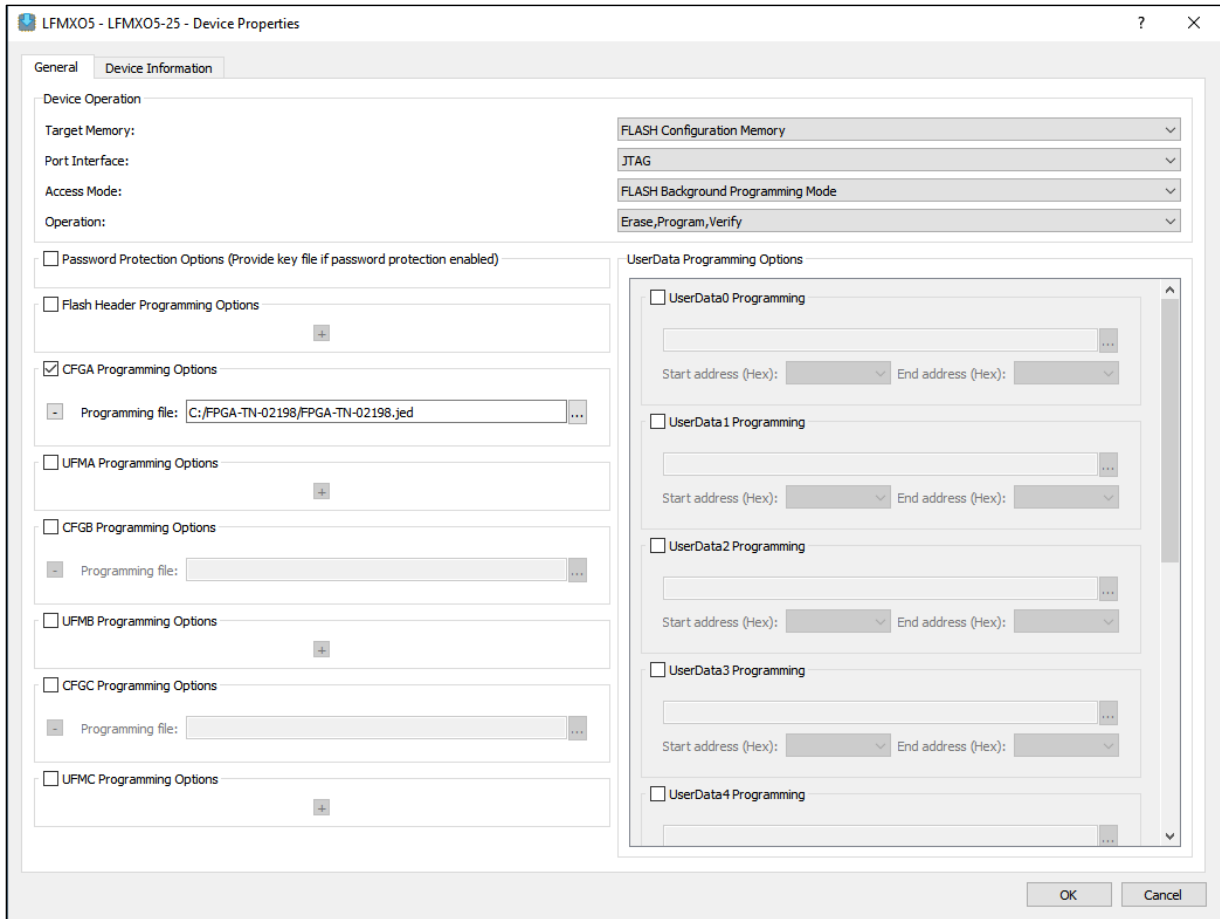 LFMXO5 - LFMXO5-25 - Device Properties ? ×
General Device Information
Device Operation
Target Memory: FLASH Configuration Memory
Port Interface: JTAG
Access Mode: FLASH Background Programming Mode
Operation: Erase,Program,Verify
Password Protection Options (Provide key file if password protection enabled)
Flash Header Programming Options
+
CFGA Programming Options
- Programming file: C:/FPGA-TN-02198/FPGA-TN-02198.jed ...
UFMA Programming Options
+
CFGB Programming Options
- Programming file: ...
UFMB Programming Options
+
CFGC Programming Options
- Programming file: ...
UFMC Programming Options
+
UserData Programming Options
UserData0 Programming
...
Start address (Hex): End address (Hex):
UserData1 Programming
...
Start address (Hex): End address (Hex):
UserData2 Programming
...
Start address (Hex): End address (Hex):
UserData3 Programming
...
Start address (Hex): End address (Hex):
UserData4 Programming
...
OK Cancel